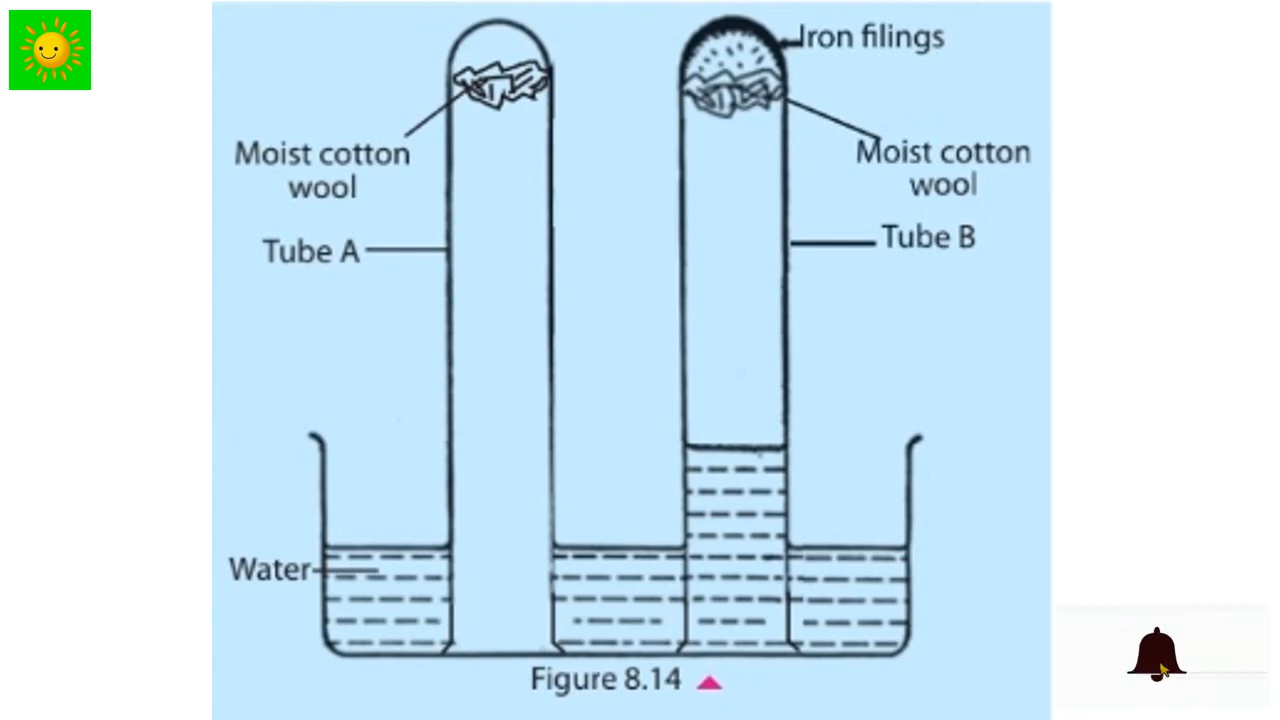 Iron filings
Moist cotton
wool
Moist cotton
wool
Tube A
Tube B
Water
Figure 8.14